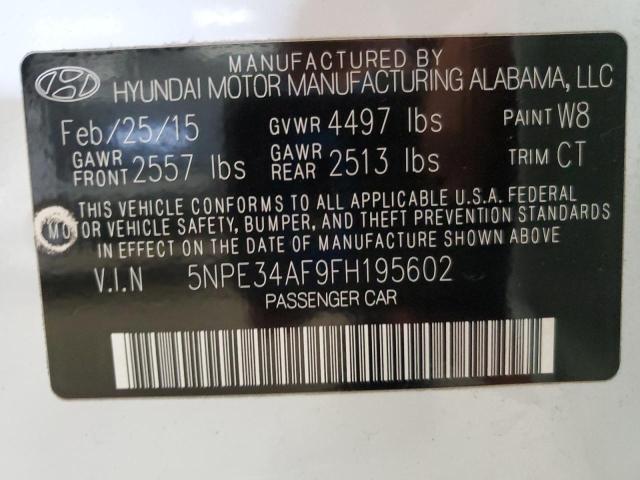 MANUFACTURED BY
HYUNDAI MOTOR MANUFACTURING ALABAMA, LLC
Feb/25/15 GVWR 4497 lbs PAINT W8
GAWR FRONT 2557 lbs GAWR REAR 2513 lbs TRIM CT
THIS VEHICLE CONFORMS TO ALL APPLICABLE U.S.A. FEDERAL
MOTOR VEHICLE SAFETY, BUMPER, AND THEFT PREVENTION STANDARDS
IN EFFECT ON THE DATE OF MANUFACTURE SHOWN ABOVE
V.I.N 5NPE34AF9FH195602
PASSENGER CAR